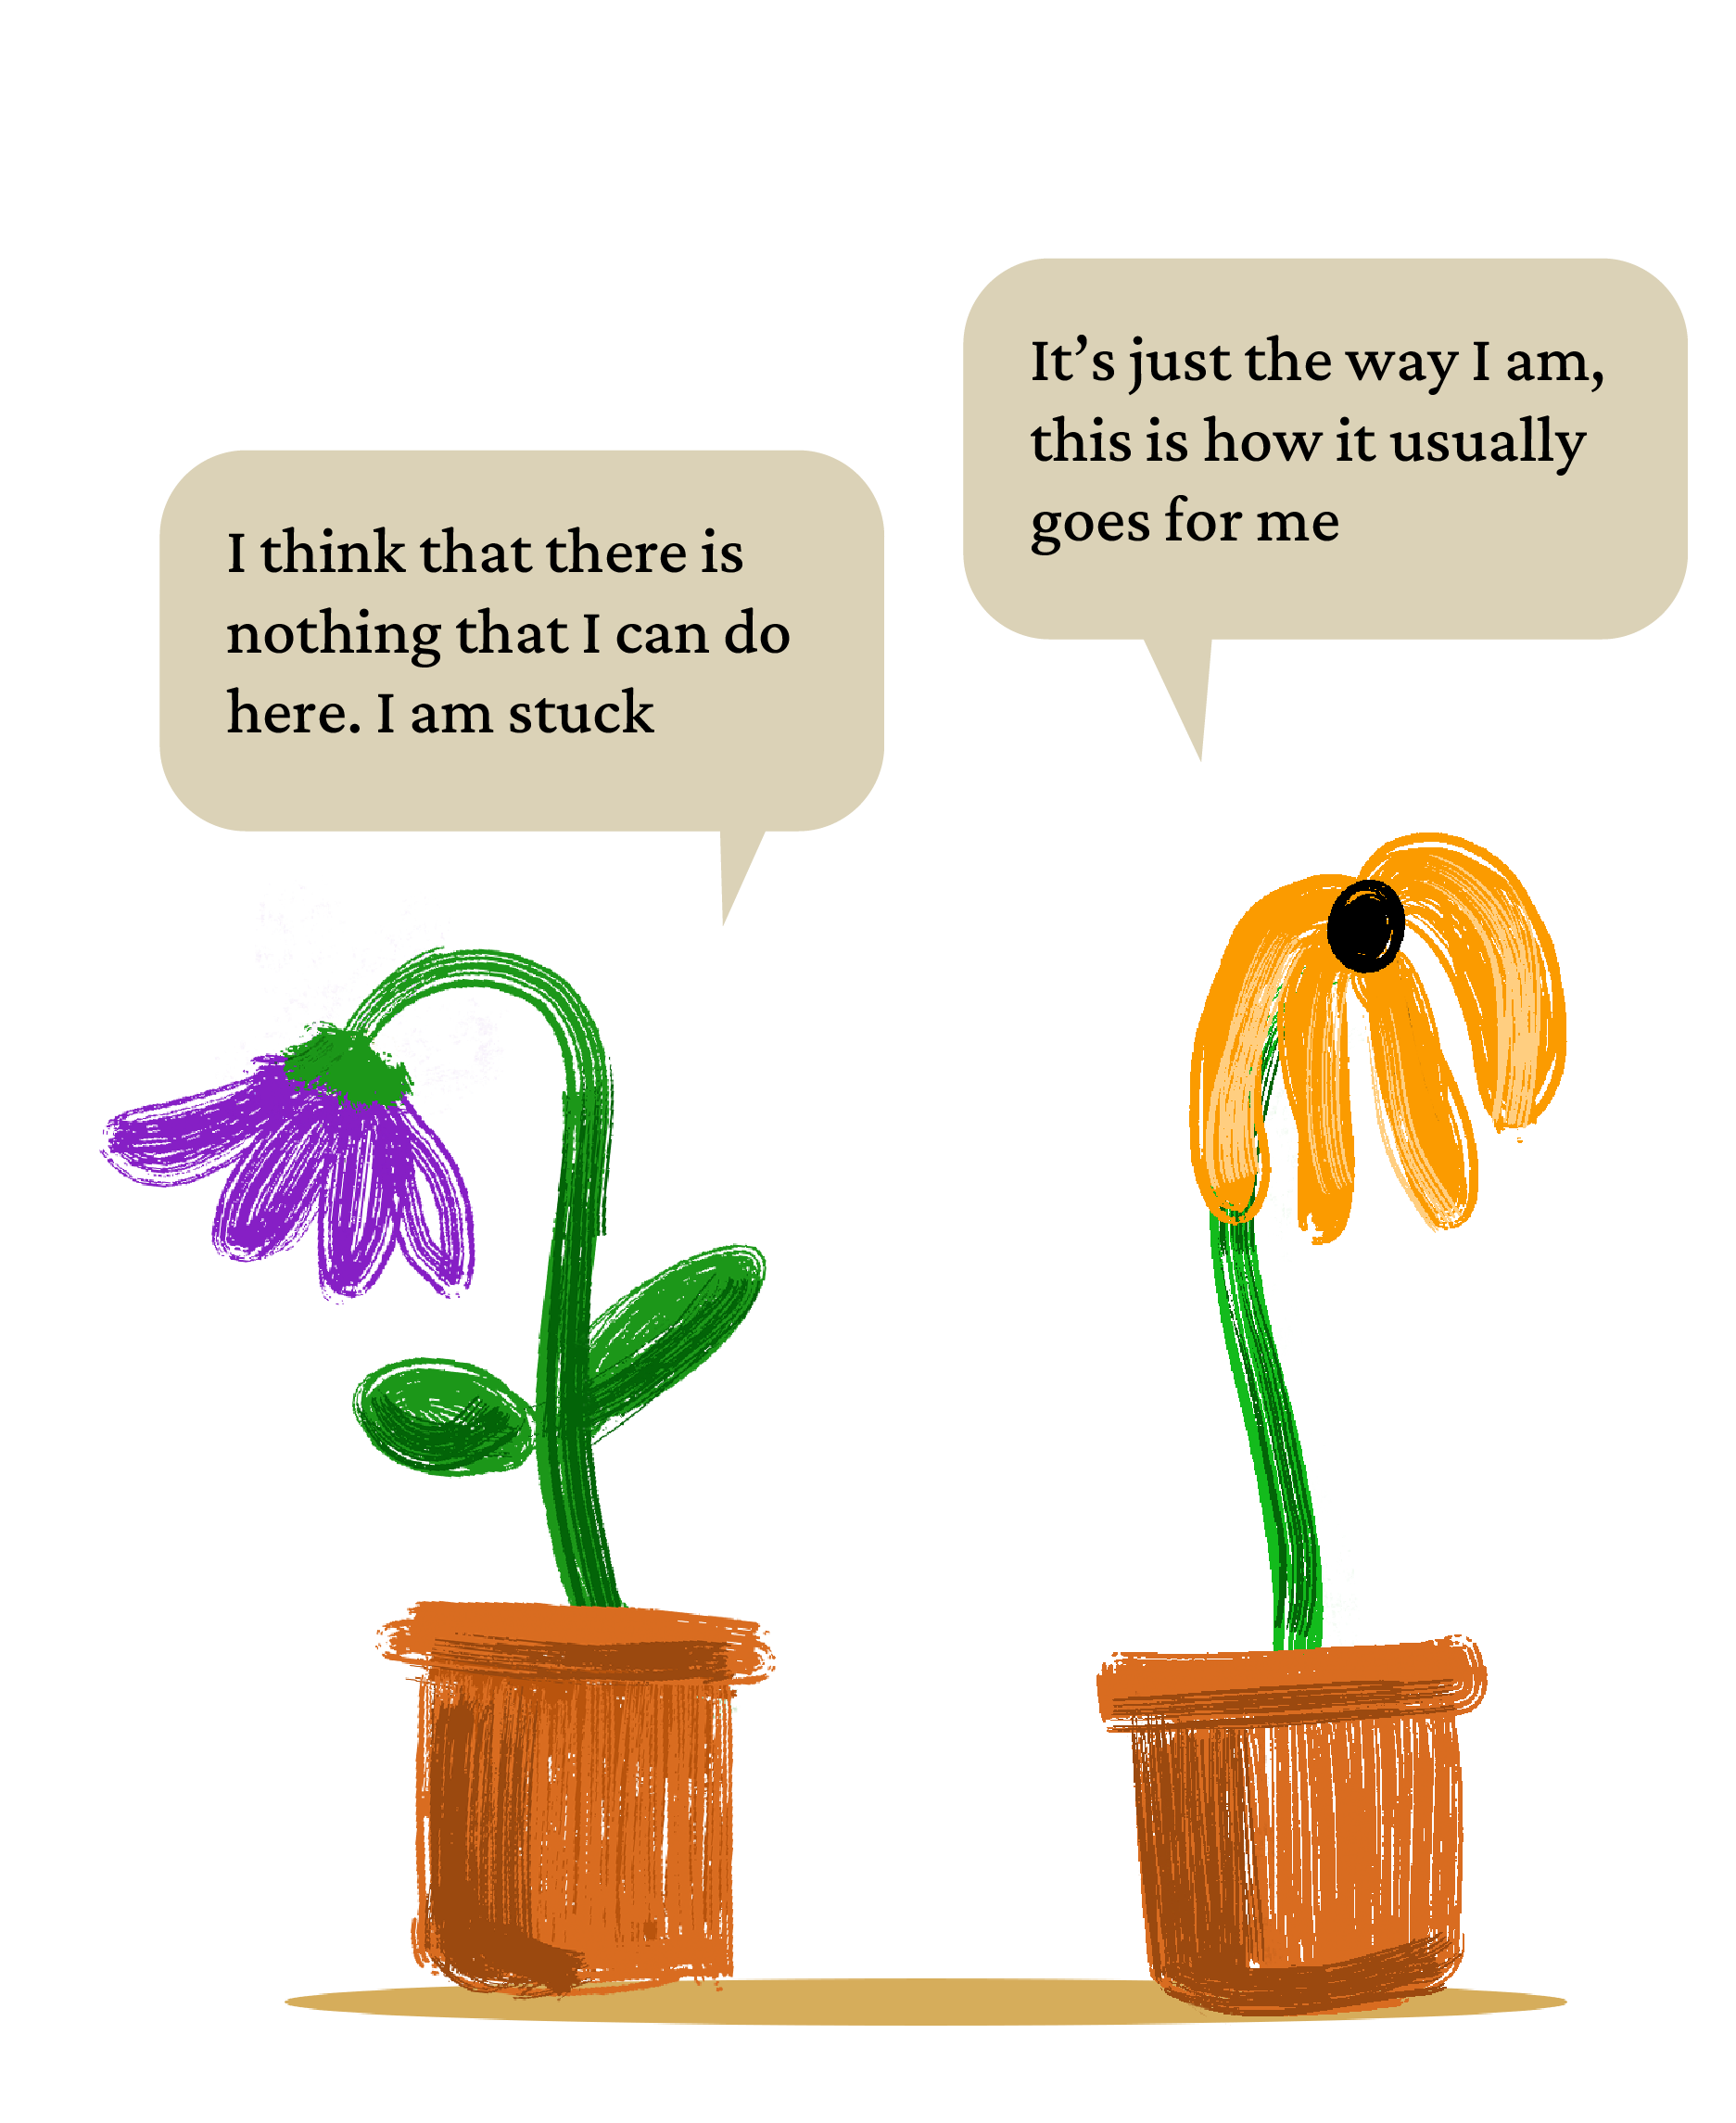 I think that there is
nothing that I can do
here. I am stuck
It’s just the way I am,
this is how it usually
goes for me